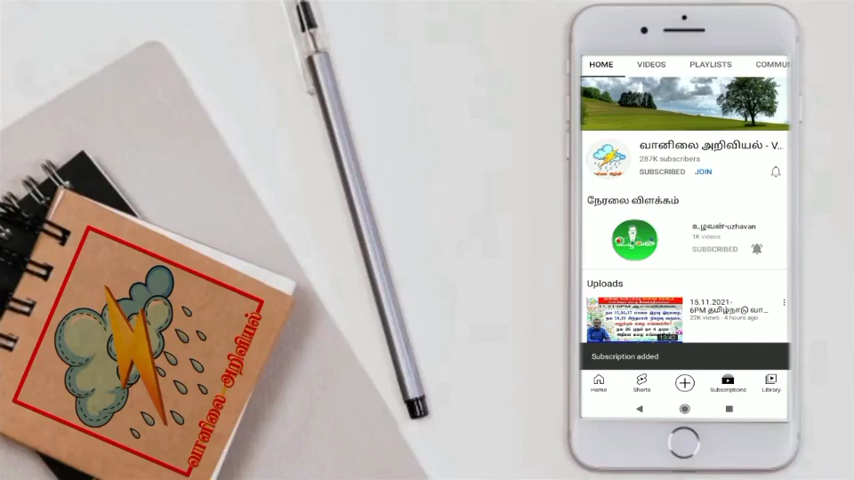 HOME VIDEOS PLAYLISTS COMMUN
வானிலை அறிவியல் - V...
287K subscribers
SUBSCRIBED JOIN
நேரலை விளக்கம்
உழவன்-uzhavan
1K videos
SUBSCRIBED
Uploads
15.11.2021-
6PM தமிழ்நாடு வா...
22K views · 4 hours ago
Subscription added
Home Shorts Subscriptions Library
வானிலை அறிவியல்